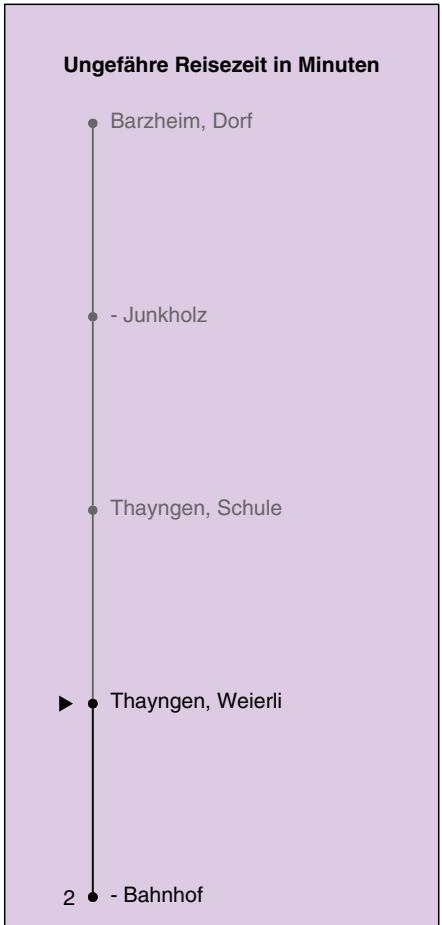 Ungefähre Reisezeit in Minuten
Barzheim, Dorf
- Junkholz
Thayngen, Schule
Thayngen, Weierli
2 - Bahnhof